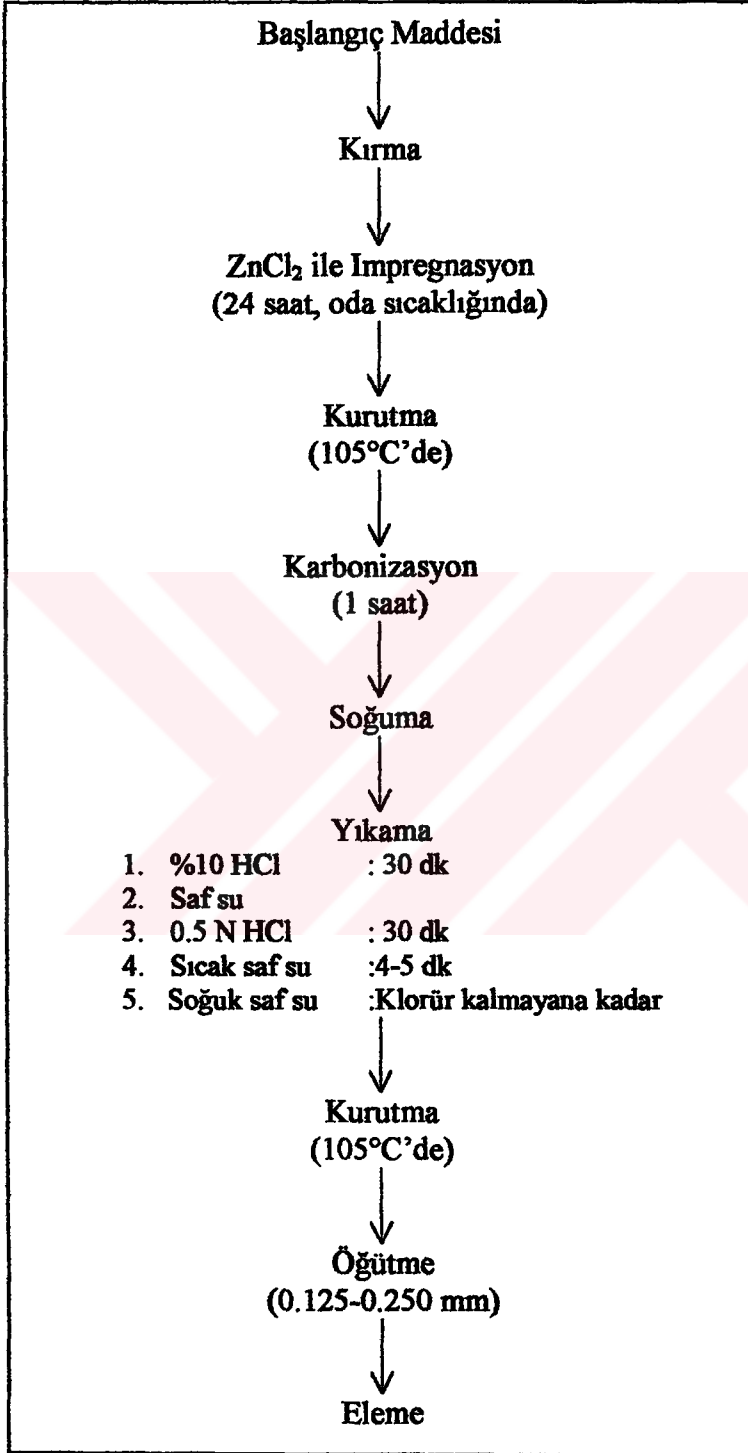 Başlangıç Maddesi
Kırma
ZnCl₂ ile Impregnasyon
(24 saat, oda sıcaklığında)
Kurutma
(105°C’de)
Karbonizasyon
(1 saat)
Soğuma
Yıkama
1. %10 HCl : 30 dk
2. Saf su
3. 0.5 N HCl : 30 dk
4. Sıcak saf su :4-5 dk
5. Soğuk saf su :Klorür kalmayana kadar
Kurutma
(105°C’de)
Öğütme
(0.125-0.250 mm)
Eleme